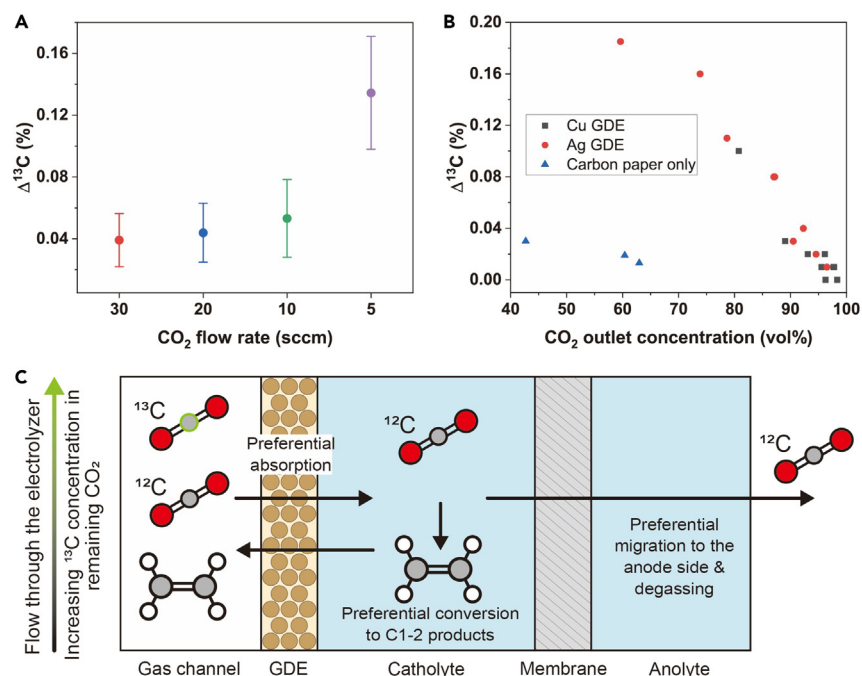 A
0.16
0.12
0.08
0.04
Δ¹³C (%)
30
20
10
5
CO₂ flow rate (sccm)
B
0.20
0.16
0.12
0.08
0.04
0.00
Δ¹³C (%)
Cu GDE
Ag GDE
Carbon paper only
40
50
60
70
80
90
100
CO₂ outlet concentration (vol%)
C
Flow through the electrolyzer
Increasing ¹³C concentration in
remaining CO₂
¹³C
¹²C
Preferential
absorption
¹²C
Preferential conversion
to C1-2 products
Preferential
migration to the
anode side &
degassing
¹²C
Gas channel
GDE
Catholyte
Membrane
Anolyte